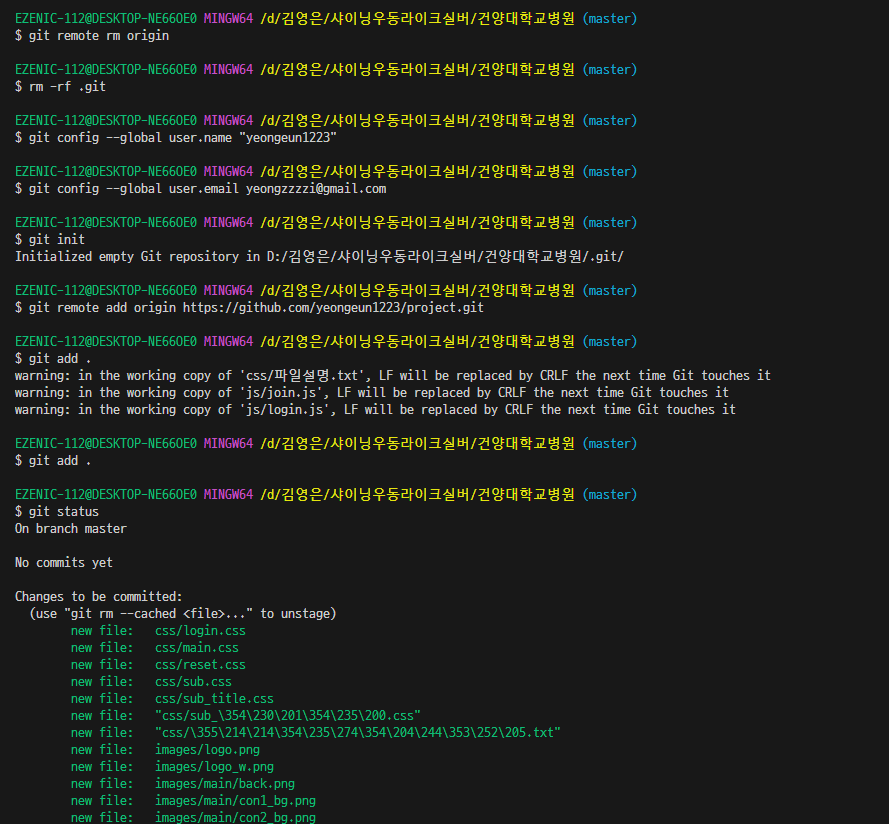 EZENIC-112@DESKTOP-NE66OE0 MINGW64 /d/김영은/샤이닝우동라이크실버/건양대학교병원 (master)
$ git remote rm origin
EZENIC-112@DESKTOP-NE66OE0 MINGW64 /d/김영은/샤이닝우동라이크실버/건양대학교병원 (master)
$ rm -rf .git
EZENIC-112@DESKTOP-NE66OE0 MINGW64 /d/김영은/샤이닝우동라이크실버/건양대학교병원 (master)
$ git config --global user.name "yeongeun1223"
EZENIC-112@DESKTOP-NE66OE0 MINGW64 /d/김영은/샤이닝우동라이크실버/건양대학교병원 (master)
$ git config --global user.email yeongzzzzi@gmail.com
EZENIC-112@DESKTOP-NE66OE0 MINGW64 /d/김영은/샤이닝우동라이크실버/건양대학교병원 (master)
$ git init
Initialized empty Git repository in D:/김영은/샤이닝우동라이크실버/건양대학교병원/.git/
EZENIC-112@DESKTOP-NE66OE0 MINGW64 /d/김영은/샤이닝우동라이크실버/건양대학교병원 (master)
$ git remote add origin https://github.com/yeongeun1223/project.git
EZENIC-112@DESKTOP-NE66OE0 MINGW64 /d/김영은/샤이닝우동라이크실버/건양대학교병원 (master)
$ git add .
warning: in the working copy of 'css/파일설명.txt', LF will be replaced by CRLF the next time Git touches it
warning: in the working copy of 'js/join.js', LF will be replaced by CRLF the next time Git touches it
warning: in the working copy of 'js/login.js', LF will be replaced by CRLF the next time Git touches it
EZENIC-112@DESKTOP-NE66OE0 MINGW64 /d/김영은/샤이닝우동라이크실버/건양대학교병원 (master)
$ git add .
EZENIC-112@DESKTOP-NE66OE0 MINGW64 /d/김영은/샤이닝우동라이크실버/건양대학교병원 (master)
$ git status
On branch master
No commits yet
Changes to be committed:
(use "git rm --cached <file>..." to unstage)
new file: css/login.css
new file: css/main.css
new file: css/reset.css
new file: css/sub.css
new file: css/sub_title.css
new file: "css/sub_\354\230\201\354\235\200.css"
new file: "css/\355\214\214\354\235\274\354\204\244\353\252\205.txt"
new file: images/logo.png
new file: images/logo_w.png
new file: images/main/back.png
new file: images/main/con1_bg.png
new file: images/main/con2_bg.png